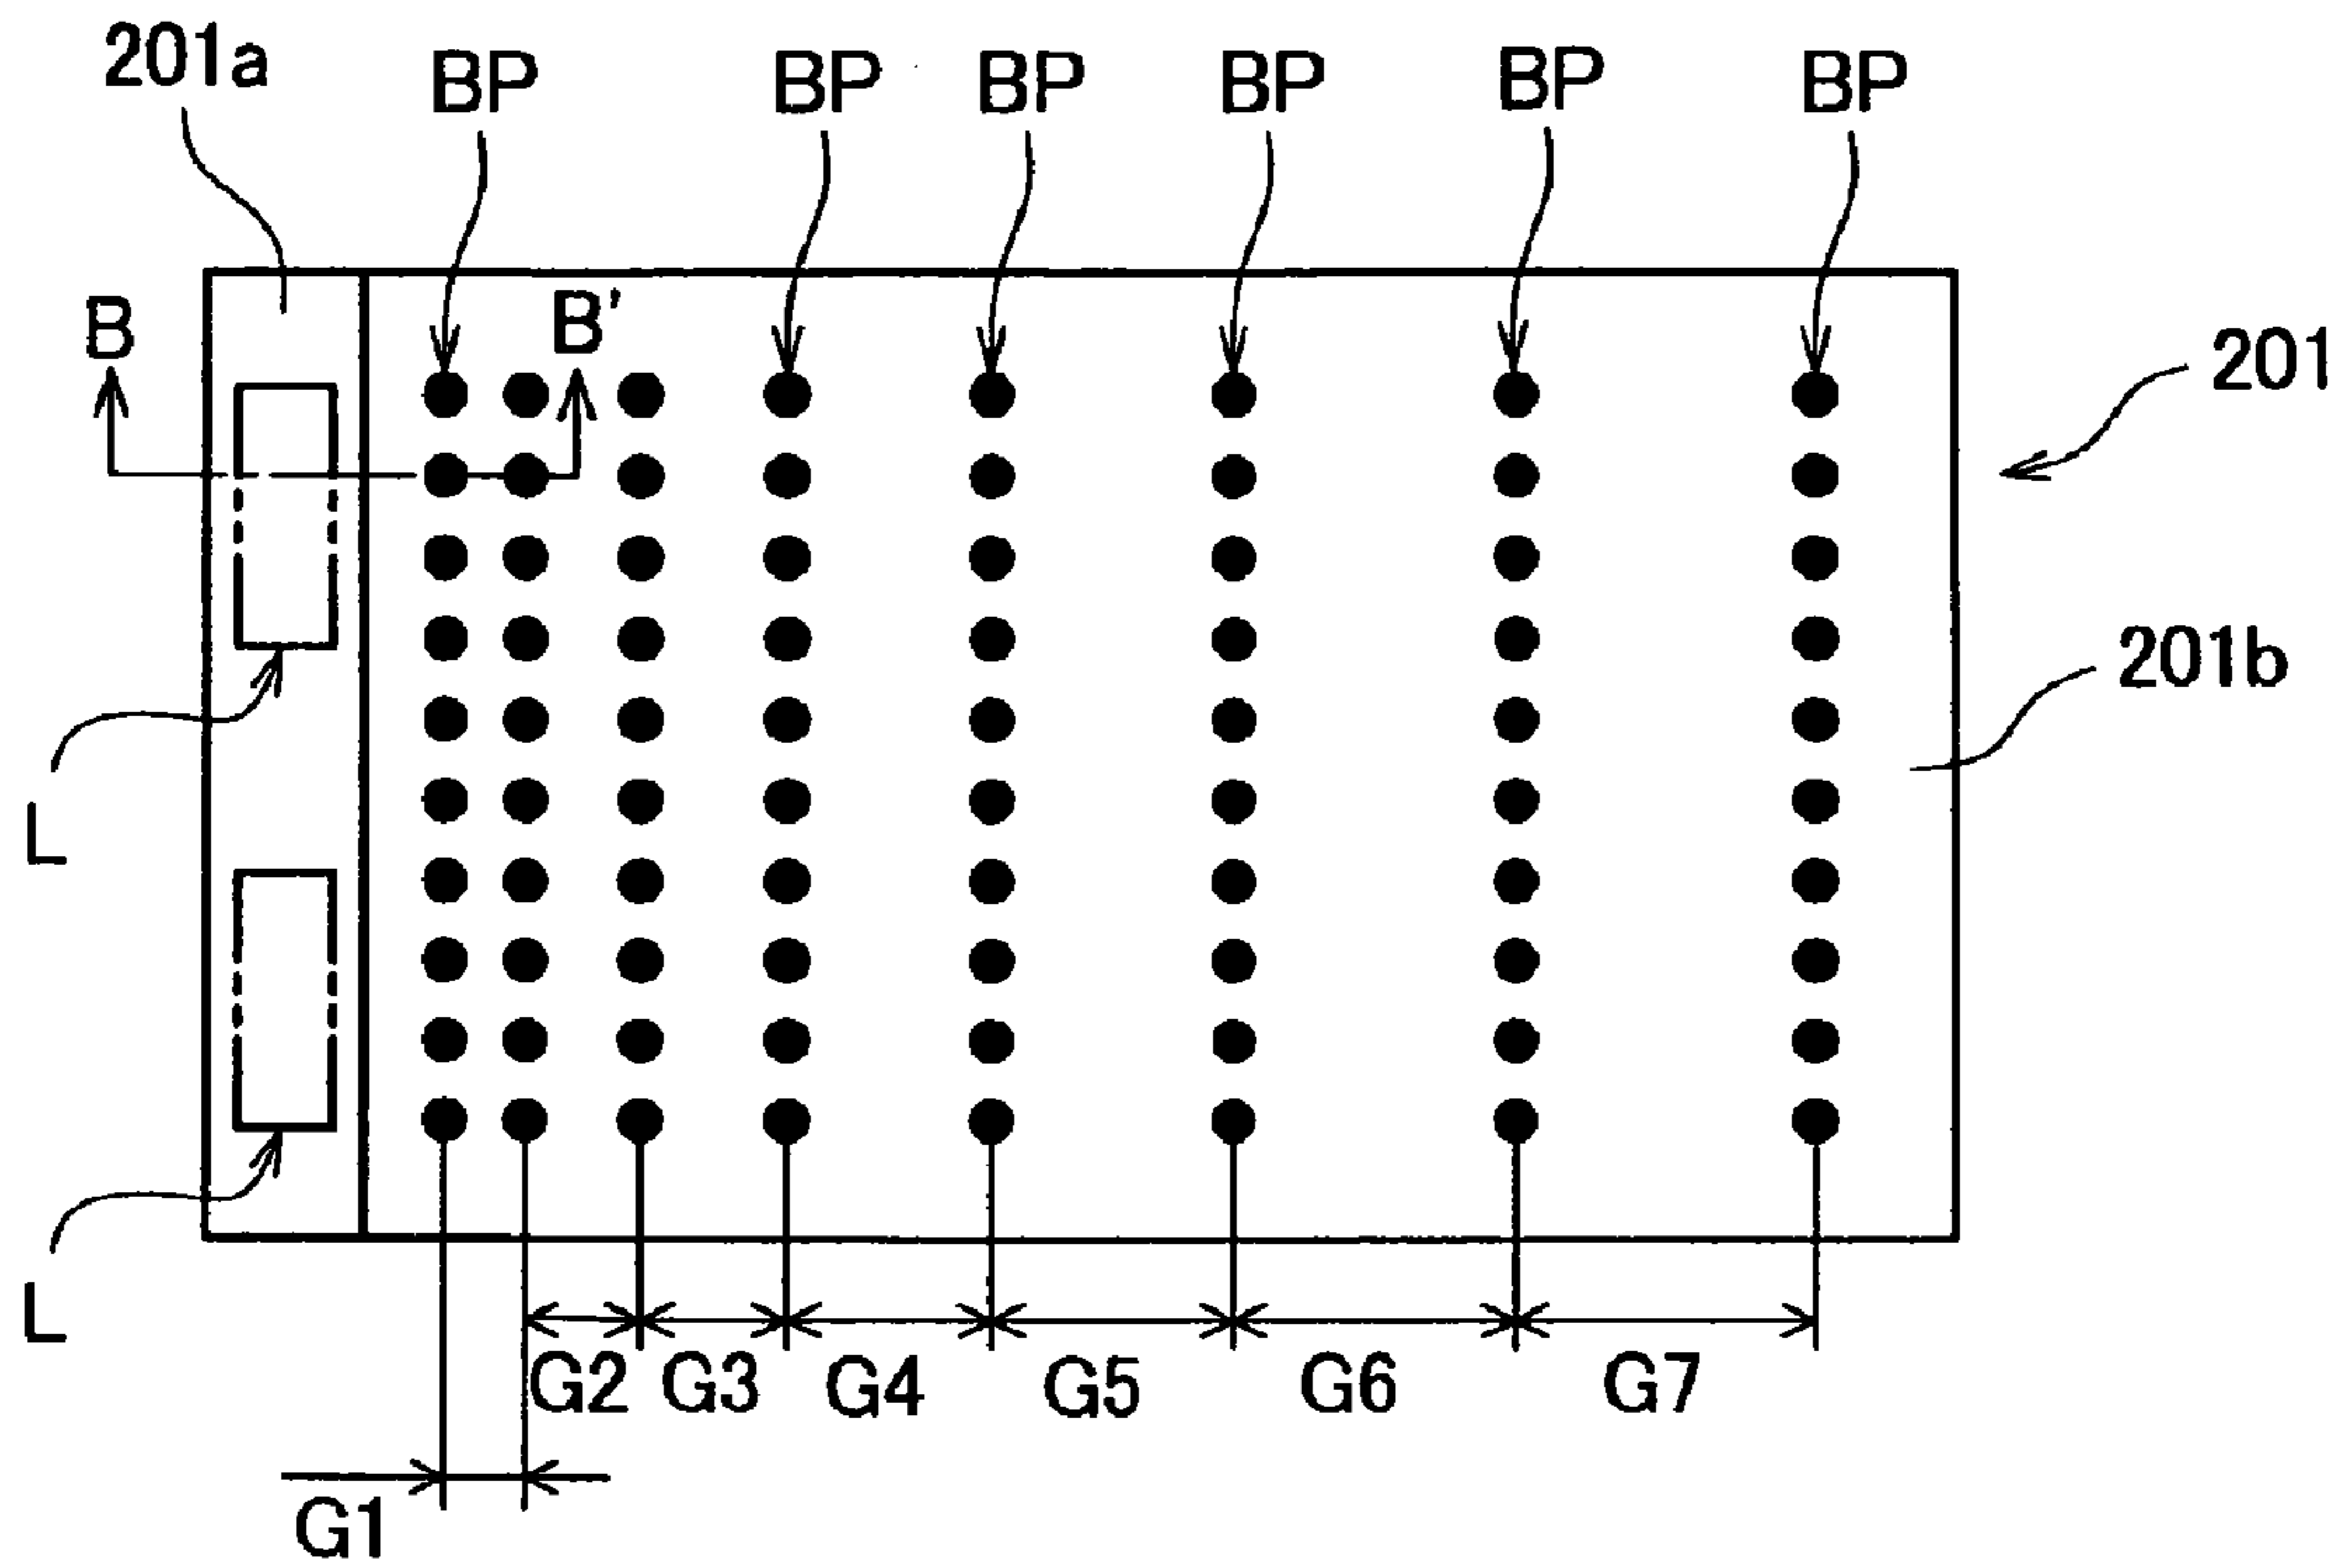 201a BP BP BP BP BP BP
B B'
201
201b
L
L
G2 G3 G4 G5 G6 G7
G1